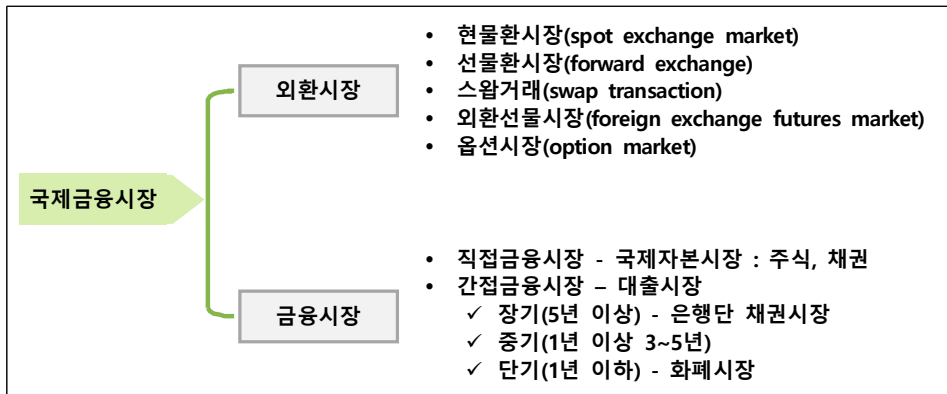 국제금융시장
외환시장
• 현물환시장(spot exchange market)
• 선물환시장(forward exchange)
• 스왑거래(swap transaction)
• 외환선물시장(foreign exchange futures market)
• 옵션시장(option market)
금융시장
• 직접금융시장 - 국제자본시장 : 주식, 채권
• 간접금융시장 – 대출시장
✓ 장기(5년 이상) - 은행단 채권시장
✓ 중기(1년 이상 3~5년)
✓ 단기(1년 이하) - 화폐시장